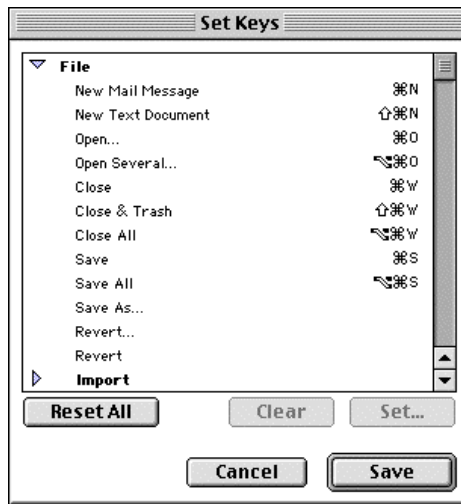 Set Keys
File
New Mail Message ⌘N
New Text Document ⇧⌘N
Open... ⌘O
Open Several... ⌥⌘O
Close ⌘W
Close & Trash ⇧⌘W
Close All ⌥⌘W
Save ⌘S
Save All ⌥⌘S
Save As...
Revert...
Revert
Import
Reset All Clear Set...
Cancel Save